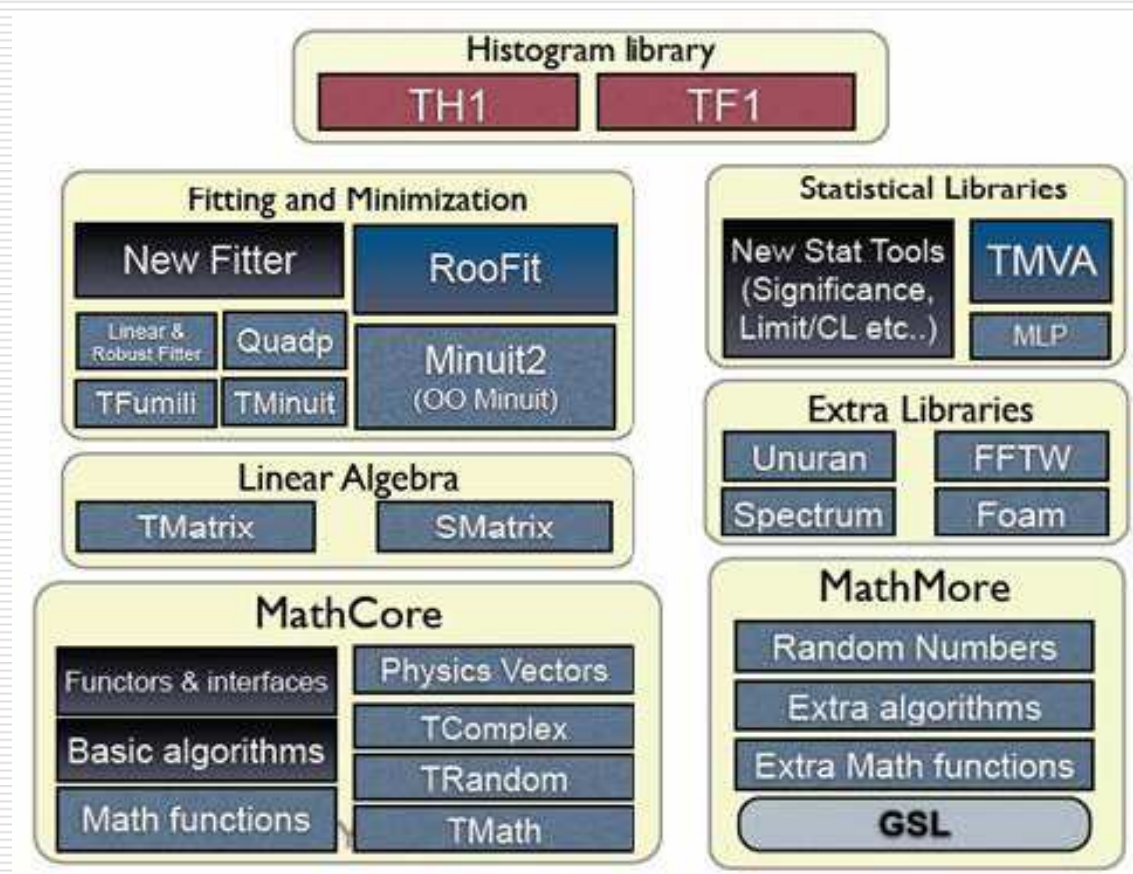 Histogram library
TH1
TF1
Fitting and Minimization
New Fitter
RooFit
Linear &
Robust Fitter
Quadp
Minuit2
(OO Minuit)
TFumili
TMinuit
Statistical Libraries
New Stat Tools
(Significance,
Limit/CL etc..)
TMVA
MLP
Linear Algebra
TMatrix
SMatrix
Extra Libraries
Unuran
FFTW
Spectrum
Foam
MathCore
Functors & interfaces
Basic algorithms
Math functions
Physics Vectors
TComplex
TRandom
TMath
MathMore
Random Numbers
Extra algorithms
Extra Math functions
GSL